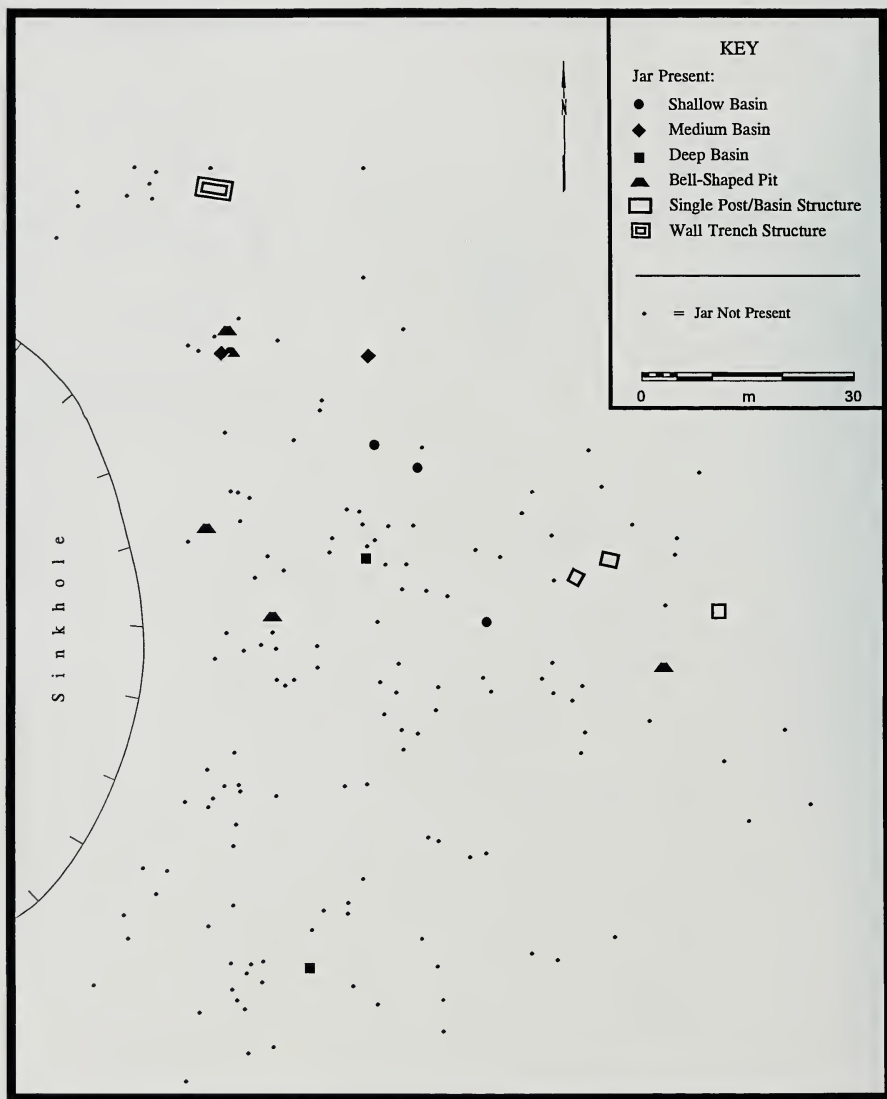 KEY
Jar Present:
Shallow Basin
Medium Basin
Deep Basin
Bell-Shaped Pit
Single Post/Basin Structure
Wall Trench Structure
= Jar Not Present
0 m 30
N
Sinkhole